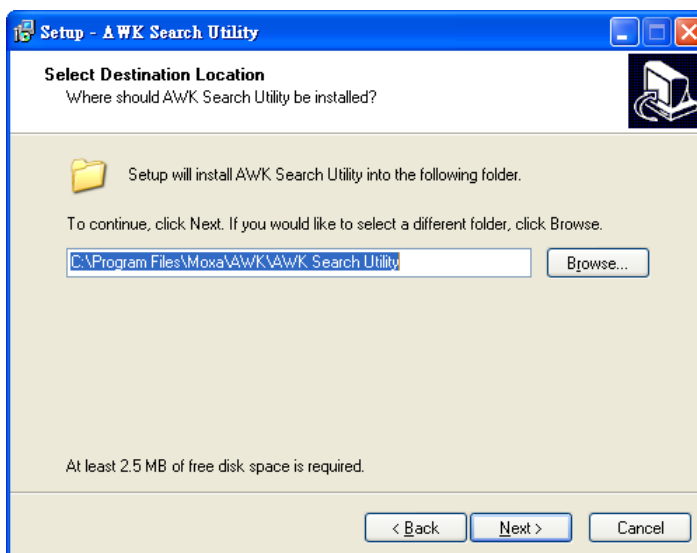 Setup - AWK Search Utility
Select Destination Location
Where should AWK Search Utility be installed?
Setup will install AWK Search Utility into the following folder.
To continue, click Next. If you would like to select a different folder, click Browse.
C:\Program Files\Moxa\AWK\AWK Search Utility
Browse...
At least 2.5 MB of free disk space is required.
< Back
Next >
Cancel